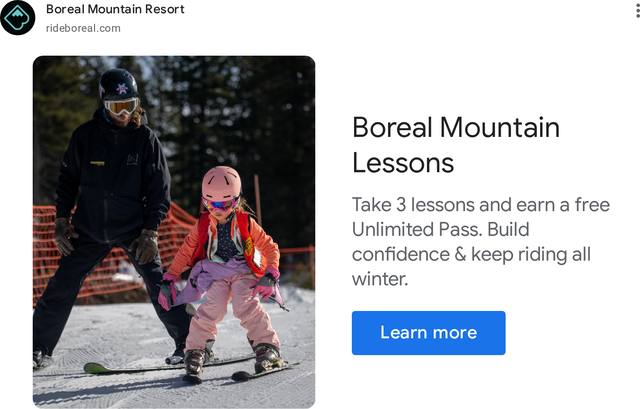 Boreal Mountain Resort
rideboreal.com
Boreal Mountain
Lessons
Take 3 lessons and earn a free
Unlimited Pass. Build
confidence & keep riding all
winter.
Learn more